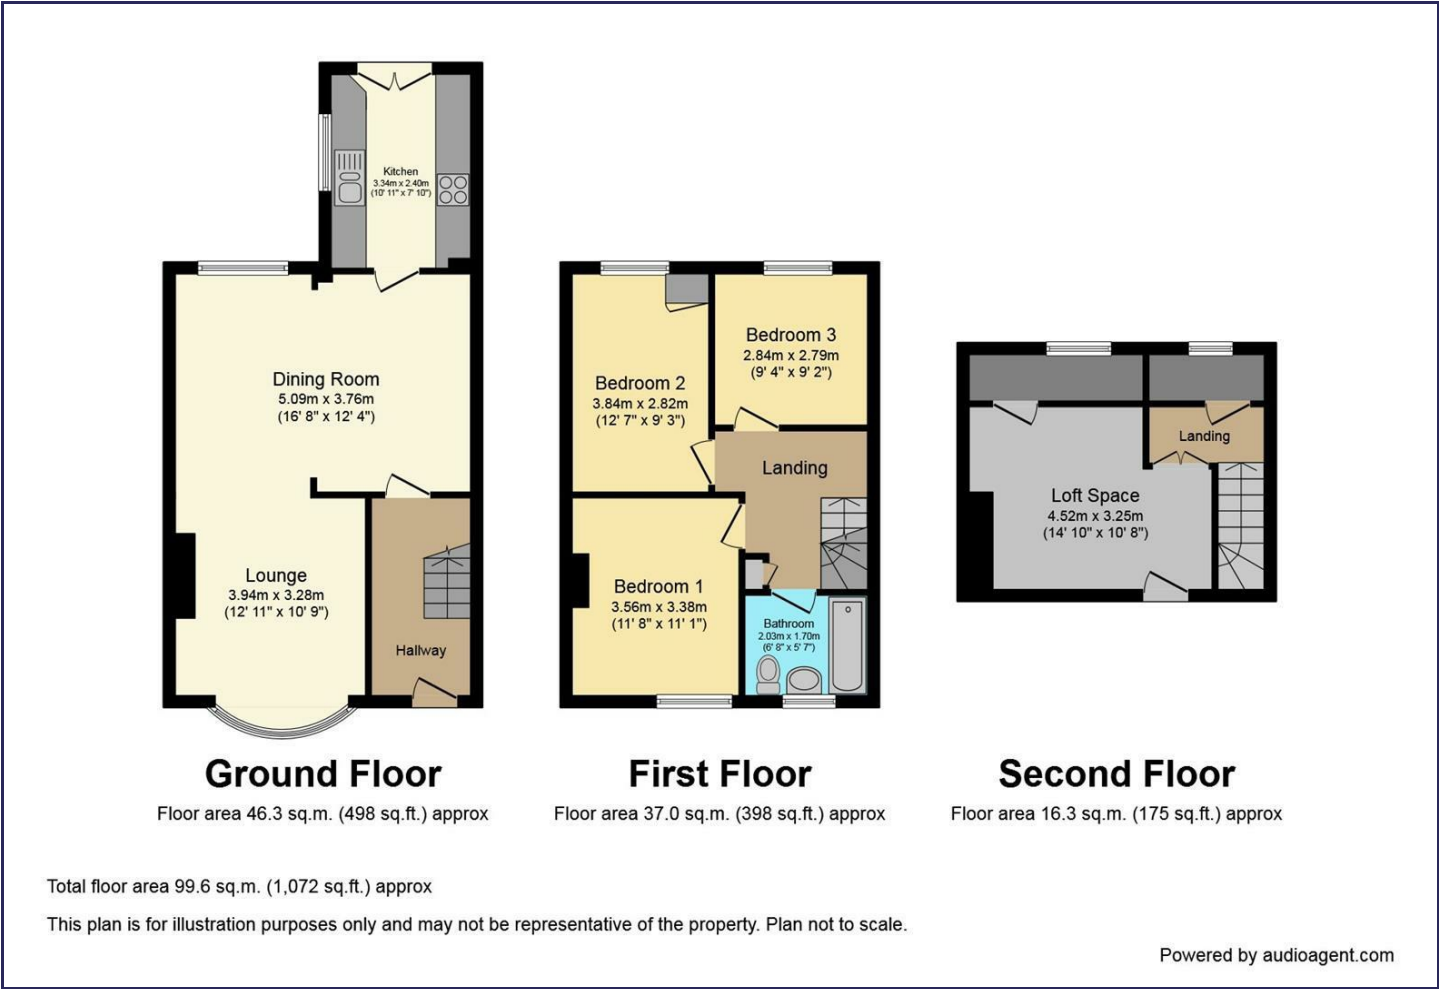 Kitchen
3.34m x 2.40m
(10' 11" x 7' 10")
Dining Room
5.09m x 3.76m
(16' 8" x 12' 4")
Lounge
3.94m x 3.28m
(12' 11" x 10' 9")
Hallway
Ground Floor
Floor area 46.3 sq.m. (498 sq.ft.) approx
Bedroom 2
3.84m x 2.82m
(12' 7" x 9' 3")
Bedroom 3
2.84m x 2.79m
(9' 4" x 9' 2")
Landing
Bedroom 1
3.56m x 3.38m
(11' 8" x 11' 1")
Bathroom
2.03m x 1.70m
(6' 8" x 5' 7")
First Floor
Floor area 37.0 sq.m. (398 sq.ft.) approx
Landing
Loft Space
4.52m x 3.25m
(14' 10" x 10' 8")
Second Floor
Floor area 16.3 sq.m. (175 sq.ft.) approx
Total floor area 99.6 sq.m. (1,072 sq.ft.) approx
This plan is for illustration purposes only and may not be representative of the property. Plan not to scale.
Powered by audioagent.com